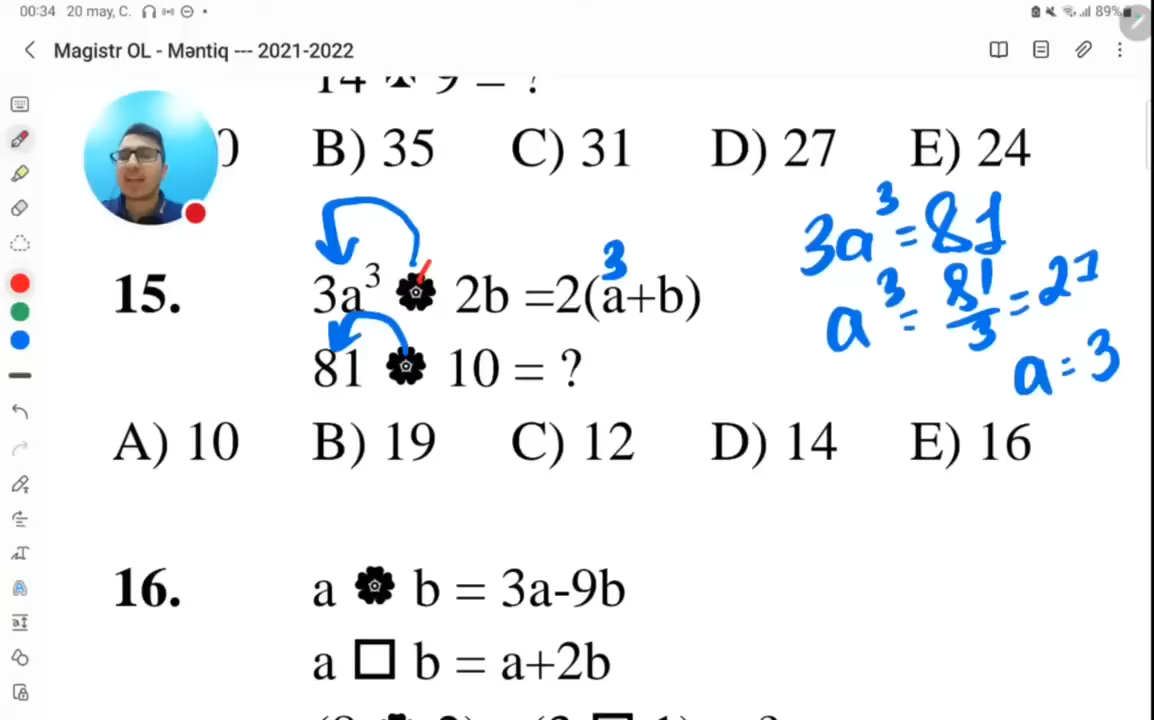 00:34 20 may, C. 89%
Magistr OL - Məntiq --- 2021-2022
B) 35 C) 31 D) 27 E) 24
3a³=81
15. 3a³ 2b =2(a+b)
3
a³=81/3=27
a=3
81 10 = ?
A) 10 B) 19 C) 12 D) 14 E) 16
16. a b = 3a-9b
a □ b = a+2b